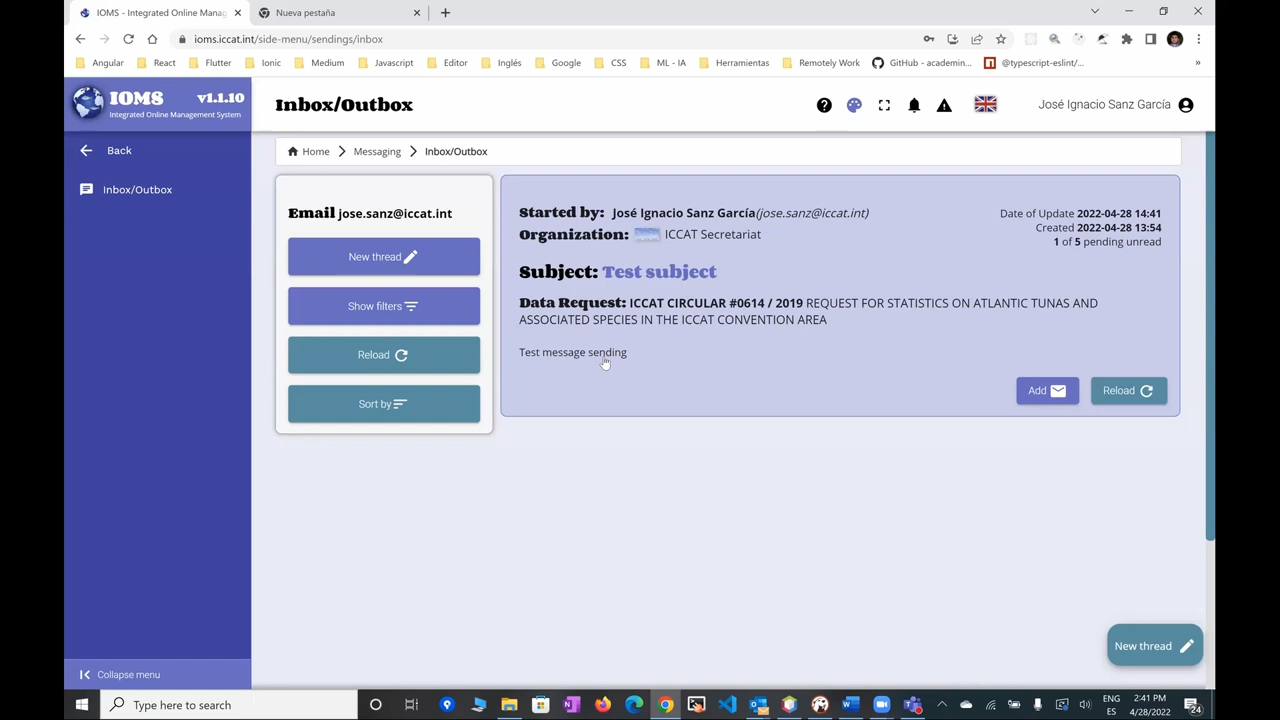 IOMS - Integrated Online Manag
Nueva pestaña
ioms.iccat.int/side-menu/sendings/inbox
Angular
React
Flutter
Ionic
Medium
Javascript
Editor
Inglés
Google
CSS
ML - IA
Herramientas
Remotely Work
GitHub - academin...
@typescript-eslint/...
»
IOMS v1.1.10
Integrated Online Management System
Inbox/Outbox
José Ignacio Sanz García
Back
Inbox/Outbox
Home
Messaging
Inbox/Outbox
Email jose.sanz@iccat.int
New thread
Show filters
Reload
Sort by
Started by: José Ignacio Sanz García(jose.sanz@iccat.int)
Organization: ICCAT Secretariat
Date of Update 2022-04-28 14:41
Created 2022-04-28 13:54
1 of 5 pending unread
Subject: Test subject
Data Request: ICCAT CIRCULAR #0614 / 2019 REQUEST FOR STATISTICS ON ATLANTIC TUNAS AND
ASSOCIATED SPECIES IN THE ICCAT CONVENTION AREA
Test message sending
Add
Reload
New thread
Collapse menu
Type here to search
ENG
ES
2:41 PM
4/28/2022
24